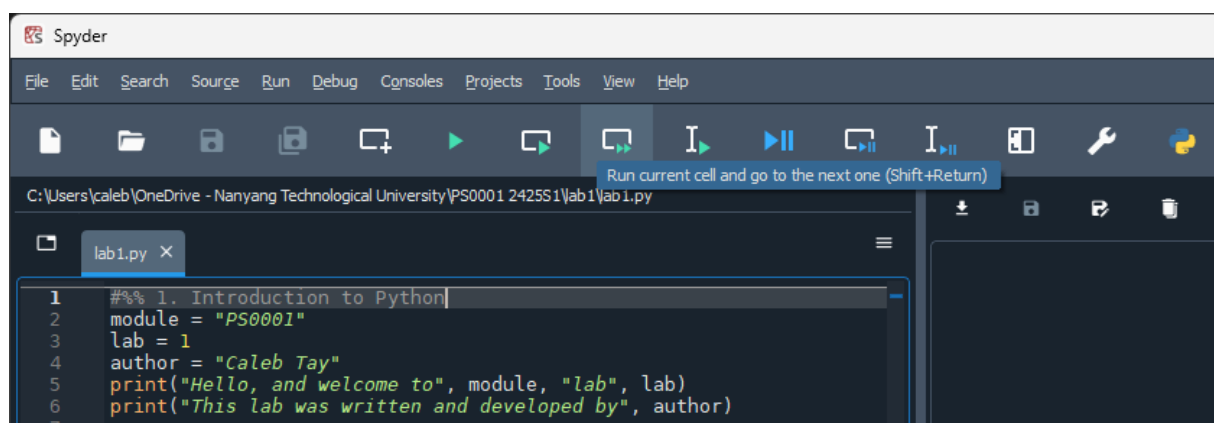 Spyder
File Edit Search Source Run Debug Consoles Projects Tools View Help
Run current cell and go to the next one (Shift+Return)
C:\Users\caleb\OneDrive - Nanyang Technological University\PS0001 2425S1\lab1\lab1.py
lab1.py
1 #%% 1. Introduction to Python
2 module = "PS0001"
3 lab = 1
4 author = "Caleb Tay"
5 print("Hello, and welcome to", module, "lab", lab)
6 print("This lab was written and developed by", author)